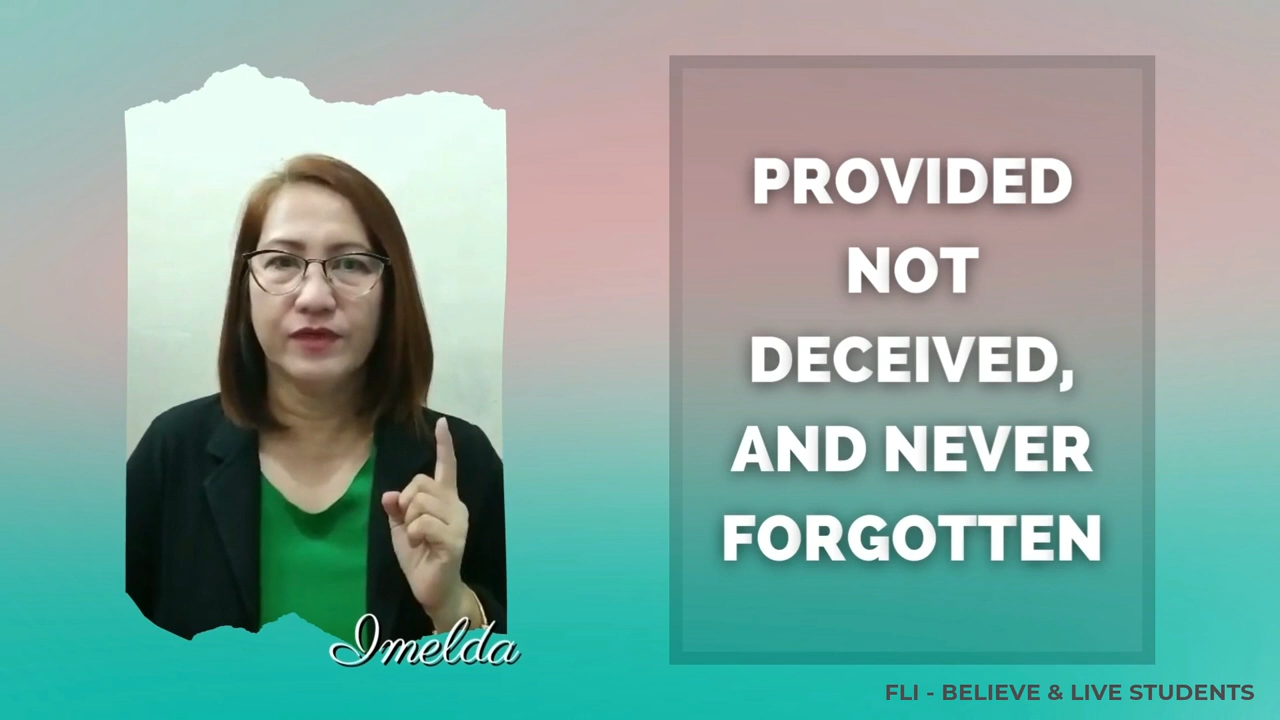 PROVIDED
NOT
DECEIVED,
AND NEVER
FORGOTTEN
Imelda
FLI - BELIEVE & LIVE STUDENTS